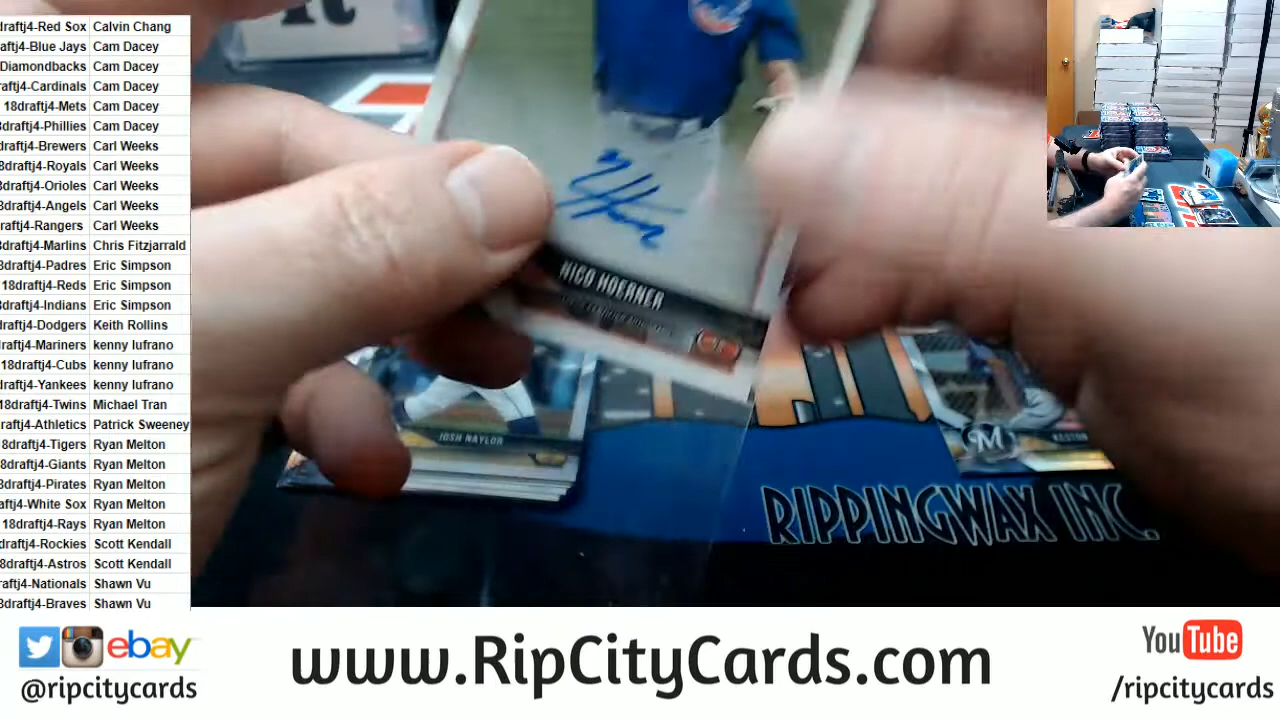 draftj4-Red Sox Calvin Chang
aftj4-Blue Jays Cam Dacey
Diamondbacks Cam Dacey
aftj4-Cardinals Cam Dacey
18draftj4-Mets Cam Dacey
8draftj4-Phillies Cam Dacey
draftj4-Brewers Carl Weeks
8draftj4-Royals Carl Weeks
8draftj4-Orioles Carl Weeks
8draftj4-Angels Carl Weeks
draftj4-Rangers Carl Weeks
8draftj4-Marlins Chris Fitzjarrald
8draftj4-Padres Eric Simpson
18draftj4-Reds Eric Simpson
8draftj4-Indians Eric Simpson
draftj4-Dodgers Keith Rollins
draftj4-Mariners kenny Iufrano
18draftj4-Cubs kenny Iufrano
draftj4-Yankees kenny Iufrano
18draftj4-Twins Michael Tran
raftj4-Athletics Patrick Sweeney
8draftj4-Tigers Ryan Melton
8draftj4-Giants Ryan Melton
8draftj4-Pirates Ryan Melton
aftj4-White Sox Ryan Melton
18draftj4-Rays Ryan Melton
draftj4-Rockies Scott Kendall
8draftj4-Astros Scott Kendall
raftj4-Nationals Shawn Vu
8draftj4-Braves Shawn Vu
NICO HOERNER
JOSH NAYLOR
M
RIPPINGWAX INC.
ebay
@ripcitycards
www.RipCityCards.com
YouTube
/ripcitycards